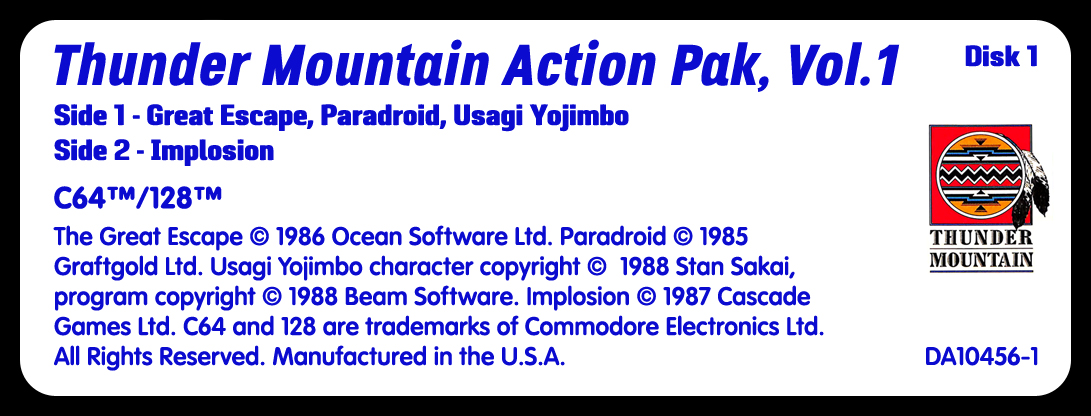 Thunder Mountain Action Pak, Vol.1
Disk 1
Side 1 - Great Escape, Paradroid, Usagi Yojimbo
Side 2 - Implosion
C64™/128™
The Great Escape © 1986 Ocean Software Ltd. Paradroid © 1985
Graftgold Ltd. Usagi Yojimbo character copyright © 1988 Stan Sakai,
program copyright © 1988 Beam Software. Implosion © 1987 Cascade
Games Ltd. C64 and 128 are trademarks of Commodore Electronics Ltd.
All Rights Reserved. Manufactured in the U.S.A.
THUNDER
MOUNTAIN
DA10456-1